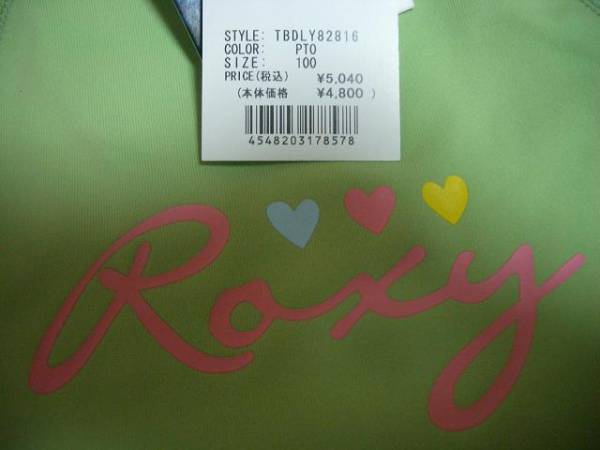 STYLE: TBDLY82816
COLOR: PTO
SIZE: 100
PRICE(税込) ¥5,040
(本体価格 ¥4,800 )
4548203178578
Roxy